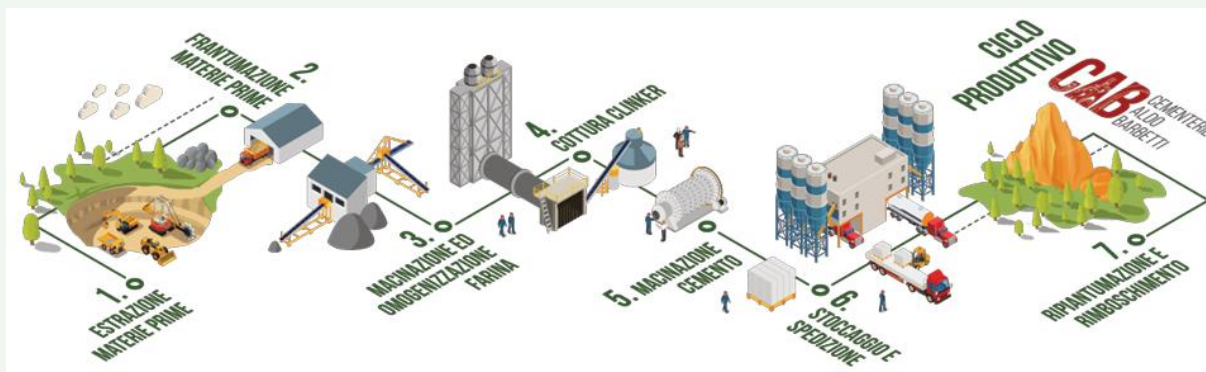 1.
ESTRAZIONE
MATERIE PRIME
2.
FRANTUMAZIONE
MATERIE PRIME
3.
MACINAZIONE ED
OMOGENIZZAZIONE
FARINA
4.
COTTURA CLINKER
5. MACINAZIONE
CEMENTO
6.
STOCCAGGIO E
SPEDIZIONE
7.
RIPIANTUMAZIONE E
RIMBOSCHIMENTO
CICLO
PRODUTTIVO
CAB
CEMENTERIE
ALDO
BARBETTI